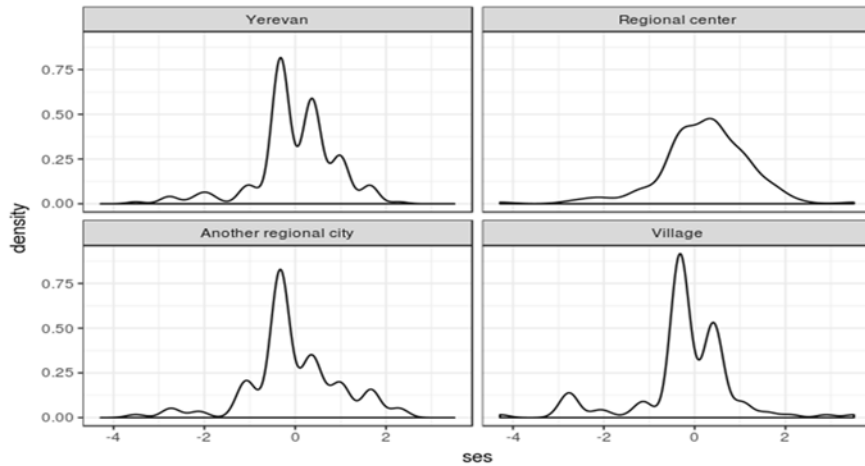 Yerevan
Regional center
0.75
0.50
0.25
0.00
Another regional city
Village
0.75
0.50
0.25
0.00
density
-4
-2
0
2
-4
-2
0
2
ses